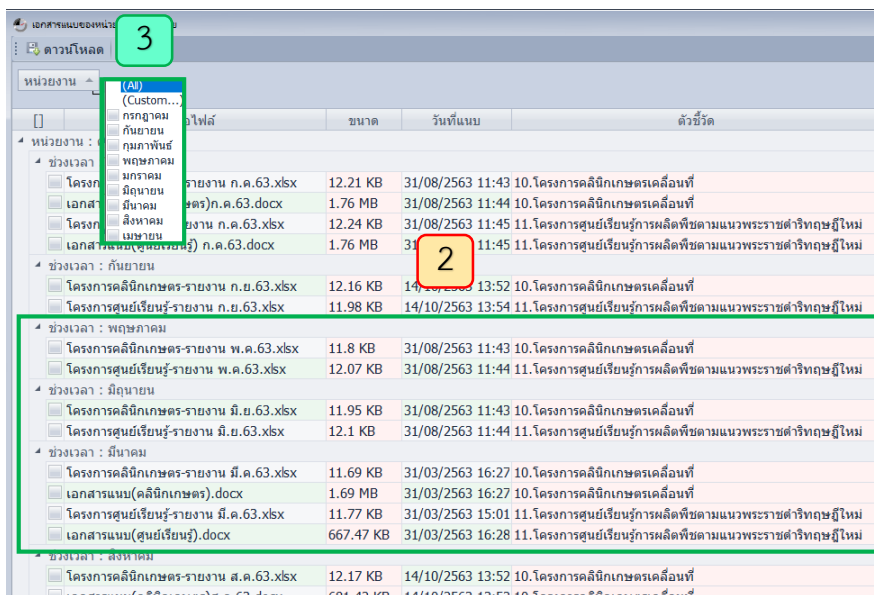 เอกสารแนบของหน่
3
ดาวน์โหลด
หน่วยงาน
(All)
(Custom...)
กรกฎาคม
กันยายน
กุมภาพันธ์
พฤษภาคม
มกราคม
มิถุนายน
มีนาคม
สิงหาคม
เมษายน
[] อไฟล์ ขนาด วันที่แนบ ตัวชี้วัด
หน่วยงาน :
ช่วงเวลา
โครงก รายงาน ก.ค.63.xlsx 12.21 KB 31/08/2563 11:43 10.โครงการคลินิกเกษตรเคลื่อนที่
เอกสา ษตร)ก.ค.63.docx 1.76 MB 31/08/2563 11:44 10.โครงการคลินิกเกษตรเคลื่อนที่
โครงก ยงาน ก.ค.63.xlsx 12.24 KB 31/08/2563 11:45 11.โครงการศูนย์เรียนรู้การผลิตพืชตามแนวพระราชดำริทฤษฎีใหม่
เอกสารแนบ(ศูนย์เรียนรู้) ก.ค.63.docx 1.76 MB 31 11:45 11.โครงการศูนย์เรียนรู้การผลิตพืชตามแนวพระราชดำริทฤษฎีใหม่
2
ช่วงเวลา : กันยายน
โครงการคลินิกเกษตร-รายงาน ก.ย.63.xlsx 12.16 KB 14/10/2563 13:52 10.โครงการคลินิกเกษตรเคลื่อนที่
โครงการศูนย์เรียนรู้-รายงาน ก.ย.63.xlsx 11.98 KB 14/10/2563 13:54 11.โครงการศูนย์เรียนรู้การผลิตพืชตามแนวพระราชดำริทฤษฎีใหม่
ช่วงเวลา : พฤษภาคม
โครงการคลินิกเกษตร-รายงาน พ.ค.63.xlsx 11.8 KB 31/08/2563 11:43 10.โครงการคลินิกเกษตรเคลื่อนที่
โครงการศูนย์เรียนรู้-รายงาน พ.ค.63.xlsx 12.07 KB 31/08/2563 11:44 11.โครงการศูนย์เรียนรู้การผลิตพืชตามแนวพระราชดำริทฤษฎีใหม่
ช่วงเวลา : มิถุนายน
โครงการคลินิกเกษตร-รายงาน มิ.ย.63.xlsx 11.95 KB 31/08/2563 11:43 10.โครงการคลินิกเกษตรเคลื่อนที่
โครงการศูนย์เรียนรู้-รายงาน มิ.ย.63.xlsx 12.1 KB 31/08/2563 11:44 11.โครงการศูนย์เรียนรู้การผลิตพืชตามแนวพระราชดำริทฤษฎีใหม่
ช่วงเวลา : มีนาคม
โครงการคลินิกเกษตร-รายงาน มี.ค.63.xlsx 11.69 KB 31/03/2563 16:27 10.โครงการคลินิกเกษตรเคลื่อนที่
เอกสารแนบ(คลินิกเกษตร).docx 1.69 MB 31/03/2563 16:27 10.โครงการคลินิกเกษตรเคลื่อนที่
โครงการศูนย์เรียนรู้-รายงาน มี.ค.63.xlsx 11.77 KB 31/03/2563 15:01 11.โครงการศูนย์เรียนรู้การผลิตพืชตามแนวพระราชดำริทฤษฎีใหม่
เอกสารแนบ(ศูนย์เรียนรู้).docx 667.47 KB 31/03/2563 16:28 11.โครงการศูนย์เรียนรู้การผลิตพืชตามแนวพระราชดำริทฤษฎีใหม่
ช่วงเวลา : สิงหาคม
โครงการคลินิกเกษตร-รายงาน ส.ค.63.xlsx 12.17 KB 14/10/2563 13:52 10.โครงการคลินิกเกษตรเคลื่อนที่